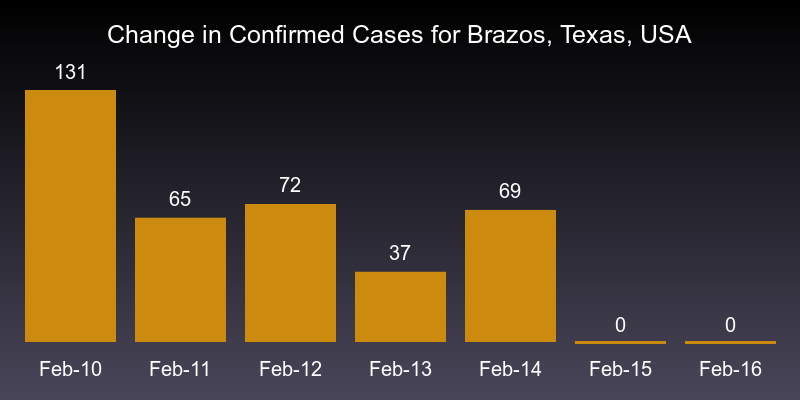 Change in Confirmed Cases for Brazos, Texas, USA
131
65
72
37
69
0
0
Feb-10
Feb-11
Feb-12
Feb-13
Feb-14
Feb-15
Feb-16